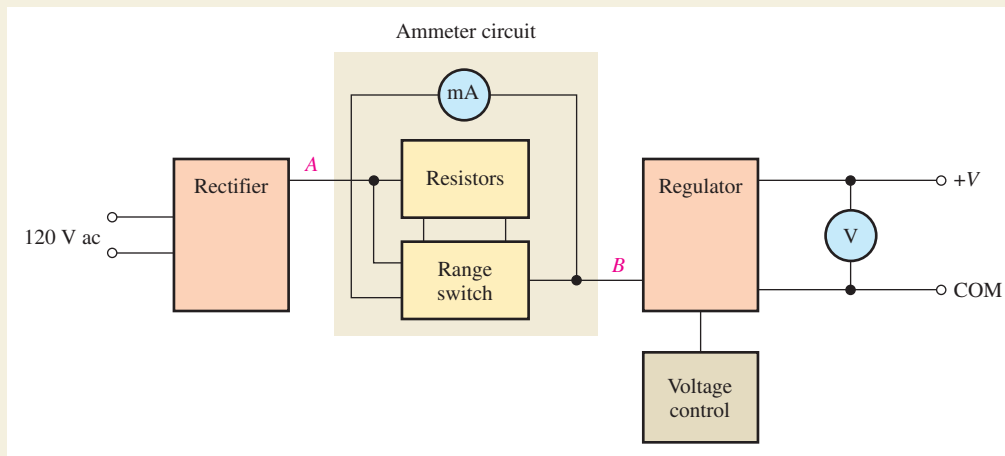 Ammeter circuit
mA
A
Rectifier
Resistors
Regulator
+V
120 V ac
V
Range
switch
B
COM
Voltage
control